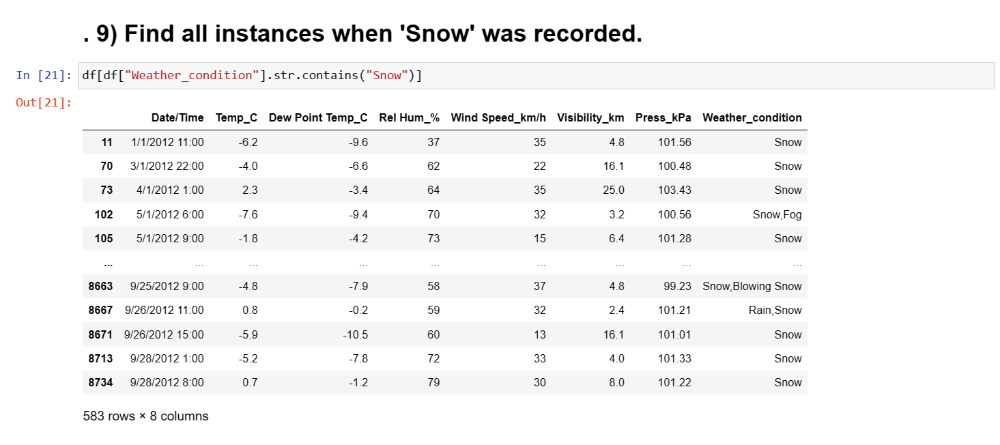 . 9) Find all instances when 'Snow' was recorded.
In [21]: df[df["Weather_condition"].str.contains("Snow")]
Out[21]:
Date/Time Temp_C Dew Point Temp_C Rel Hum_% Wind Speed_km/h Visibility_km Press_kPa Weather_condition
11 1/1/2012 11:00 -6.2 -9.6 37 35 4.8 101.56 Snow
70 3/1/2012 22:00 -4.0 -6.6 62 22 16.1 100.48 Snow
73 4/1/2012 1:00 2.3 -3.4 64 35 25.0 103.43 Snow
102 5/1/2012 6:00 -7.6 -9.4 70 32 3.2 100.56 Snow,Fog
105 5/1/2012 9:00 -1.8 -4.2 73 15 6.4 101.28 Snow
... ... ... ... ... ... ... ... ...
8663 9/25/2012 9:00 -4.8 -7.9 58 37 4.8 99.23 Snow,Blowing Snow
8667 9/26/2012 11:00 0.8 -0.2 59 32 2.4 101.21 Rain,Snow
8671 9/26/2012 15:00 -5.9 -10.5 60 13 16.1 101.01 Snow
8713 9/28/2012 1:00 -5.2 -7.8 72 33 4.0 101.33 Snow
8734 9/28/2012 8:00 0.7 -1.2 79 30 8.0 101.22 Snow
583 rows × 8 columns